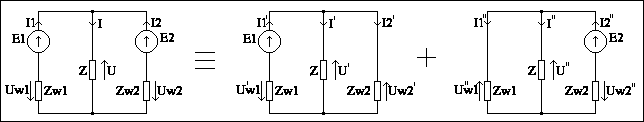 I1 I I2 I1' I' I2' I1" I" I2"
E1 E2 E1 E2
Z U Z U' Z U"
Uw1 Zw1 Zw2 Uw2 Uw1' Zw1 Zw2 Uw2' Uw1" Zw1 Zw2 Uw2"